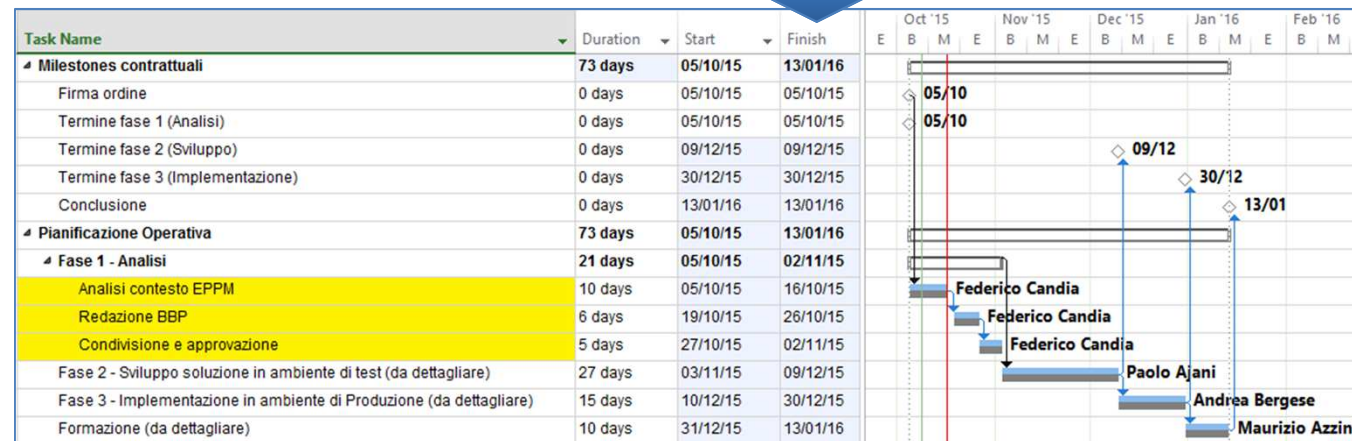 Oct '15 Nov '15 Dec '15 Jan '16 Feb '16
Task Name Duration Start Finish E B M E B M E B M E B M E B M
Milestones contrattuali 73 days 05/10/15 13/01/16
Firma ordine 0 days 05/10/15 05/10/15 05/10
Termine fase 1 (Analisi) 0 days 05/10/15 05/10/15 05/10
Termine fase 2 (Sviluppo) 0 days 09/12/15 09/12/15 09/12
Termine fase 3 (Implementazione) 0 days 30/12/15 30/12/15 30/12
Conclusione 0 days 13/01/16 13/01/16 13/01
Pianificazione Operativa 73 days 05/10/15 13/01/16
Fase 1 - Analisi 21 days 05/10/15 02/11/15
Analisi contesto EPPM 10 days 05/10/15 16/10/15 Federico Candia
Redazione BBP 6 days 19/10/15 26/10/15 Federico Candia
Condivisione e approvazione 5 days 27/10/15 02/11/15 Federico Candia
Fase 2 - Sviluppo soluzione in ambiente di test (da dettagliare) 27 days 03/11/15 09/12/15 Paolo Ajani
Fase 3 - Implementazione in ambiente di Produzione (da dettagliare) 15 days 10/12/15 30/12/15 Andrea Bergese
Formazione (da dettagliare) 10 days 31/12/15 13/01/16 Maurizio Azzin